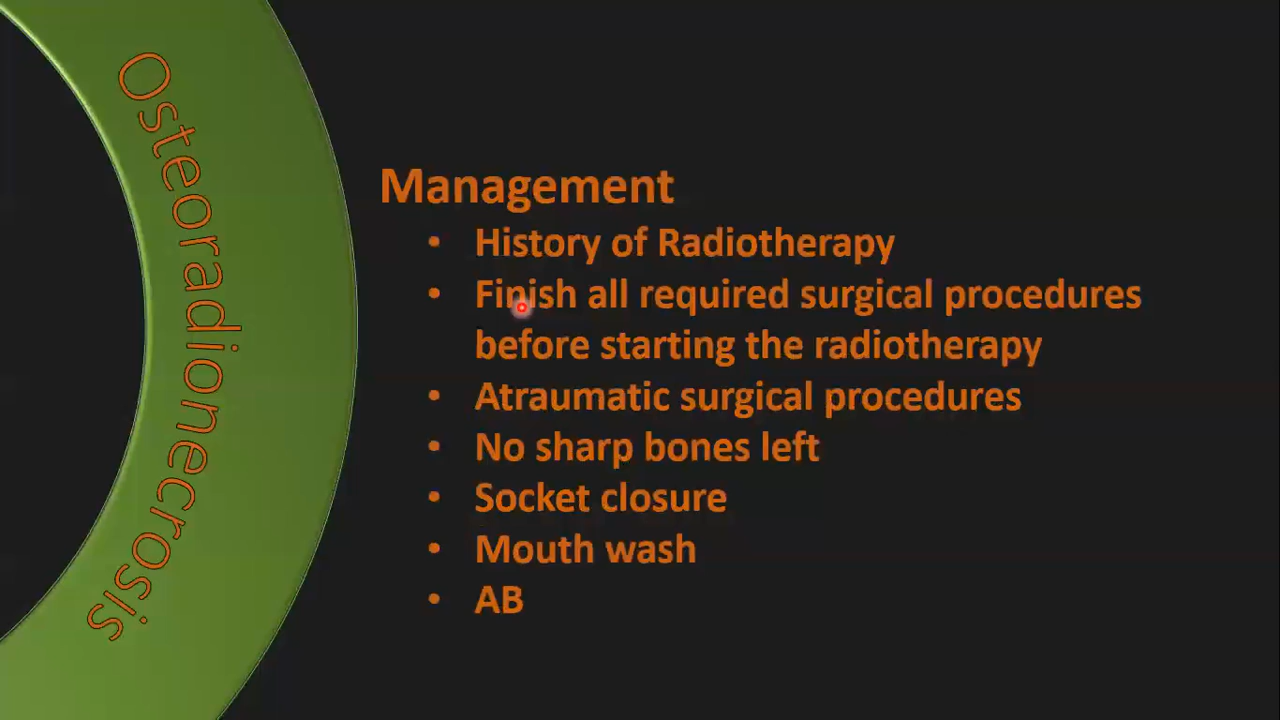 Osteoradionecrosis
Management
• History of Radiotherapy
• Finish all required surgical procedures
before starting the radiotherapy
• Atraumatic surgical procedures
• No sharp bones left
• Socket closure
• Mouth wash
• AB